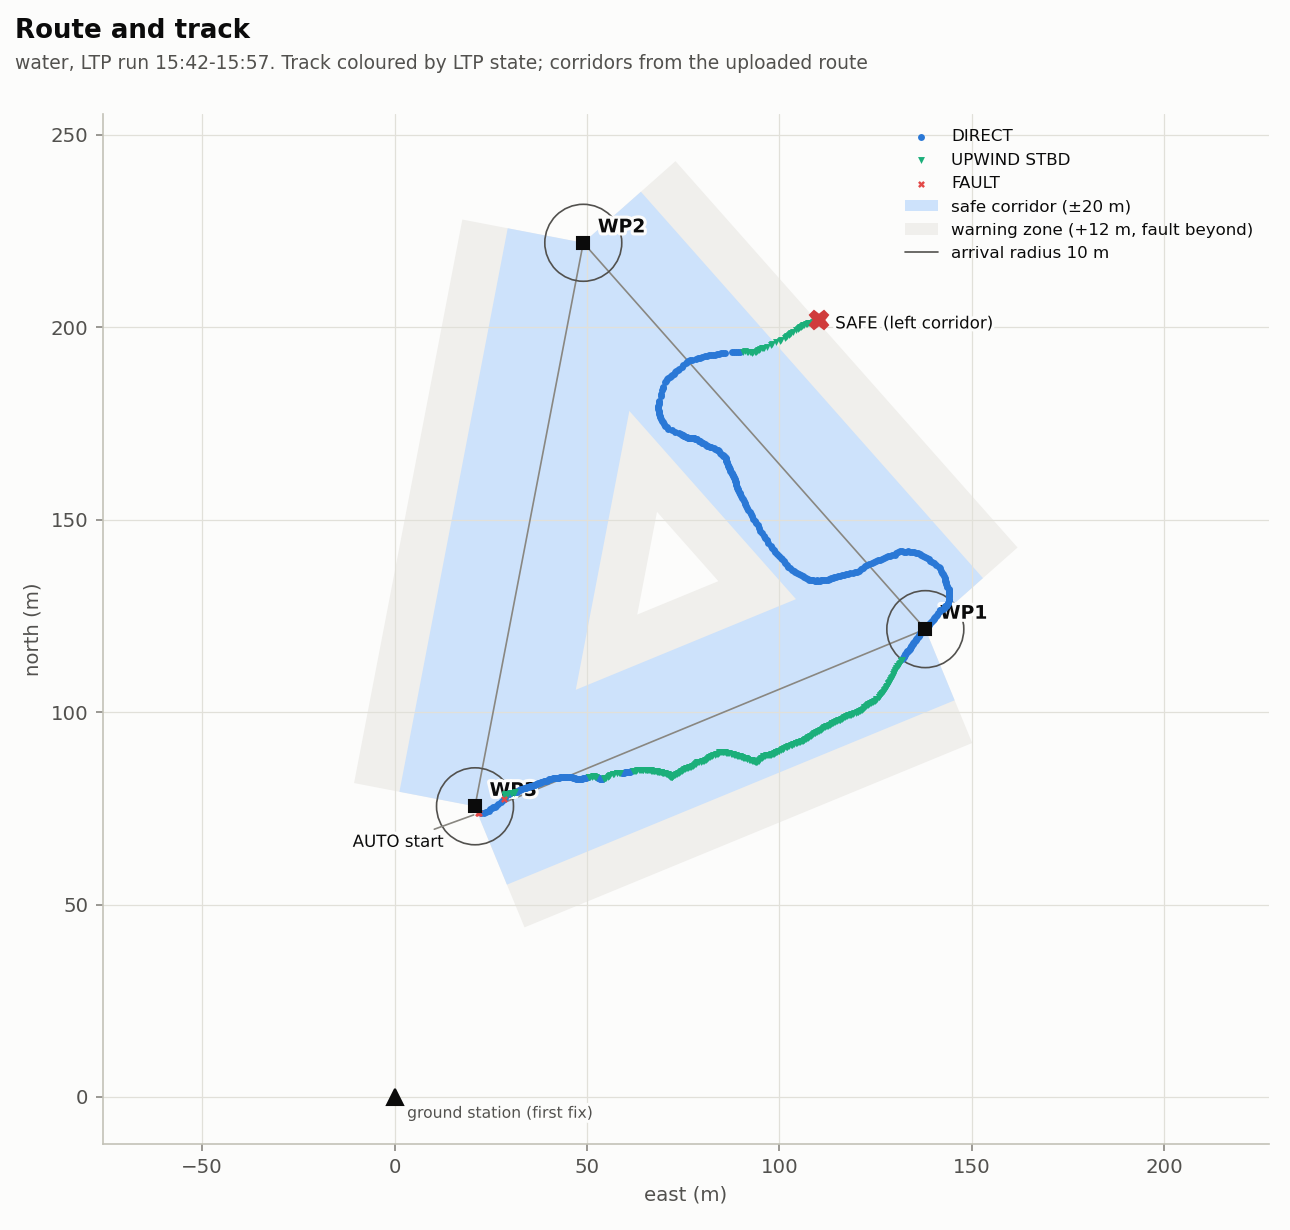 Route and track
water, LTP run 15:42-15:57. Track coloured by LTP state; corridors from the uploaded route
DIRECT
UPWIND STBD
FAULT
safe corridor (±20 m)
warning zone (+12 m, fault beyond)
arrival radius 10 m
WP2
SAFE (left corridor)
WP1
WP3
AUTO start
ground station (first fix)
250
200
150
100
50
0
north (m)
−50
0
50
100
150
200
east (m)